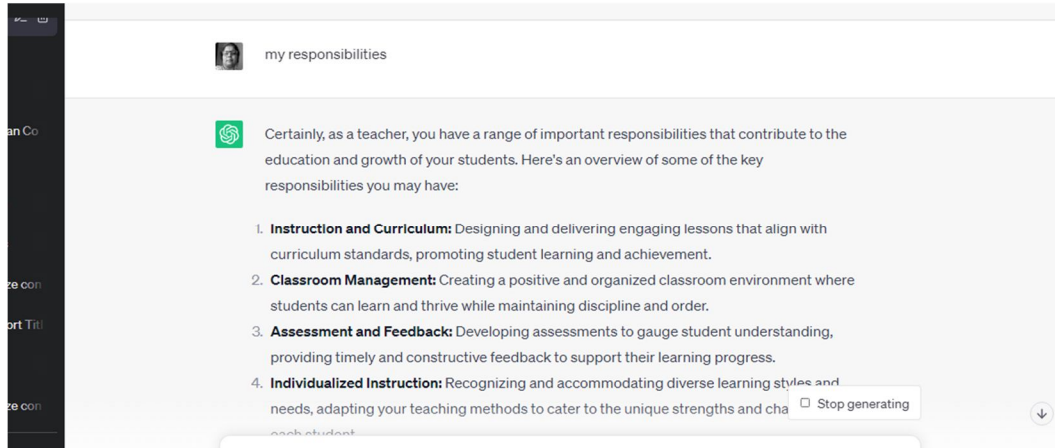 my responsibilities
an Co
Certainly, as a teacher, you have a range of important responsibilities that contribute to the
education and growth of your students. Here's an overview of some of the key
responsibilities you may have:
1. Instruction and Curriculum: Designing and delivering engaging lessons that align with
curriculum standards, promoting student learning and achievement.
2. Classroom Management: Creating a positive and organized classroom environment where
ze con
students can learn and thrive while maintaining discipline and order.
ort Titl
3. Assessment and Feedback: Developing assessments to gauge student understanding,
providing timely and constructive feedback to support their learning progress.
4. Individualized Instruction: Recognizing and accommodating diverse learning styles and
ze con
needs, adapting your teaching methods to cater to the unique strengths and cha
Stop generating
each student